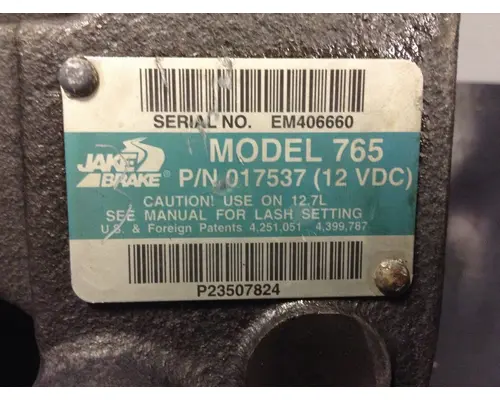 SERIAL NO. EM406660
JAKE
BRAKE®
MODEL 765
P/N 017537 (12 VDC)
CAUTION! USE ON 12.7L
SEE MANUAL FOR LASH SETTING
U.S. & Foreign Patents 4,251,051 4,399,787
P23507824